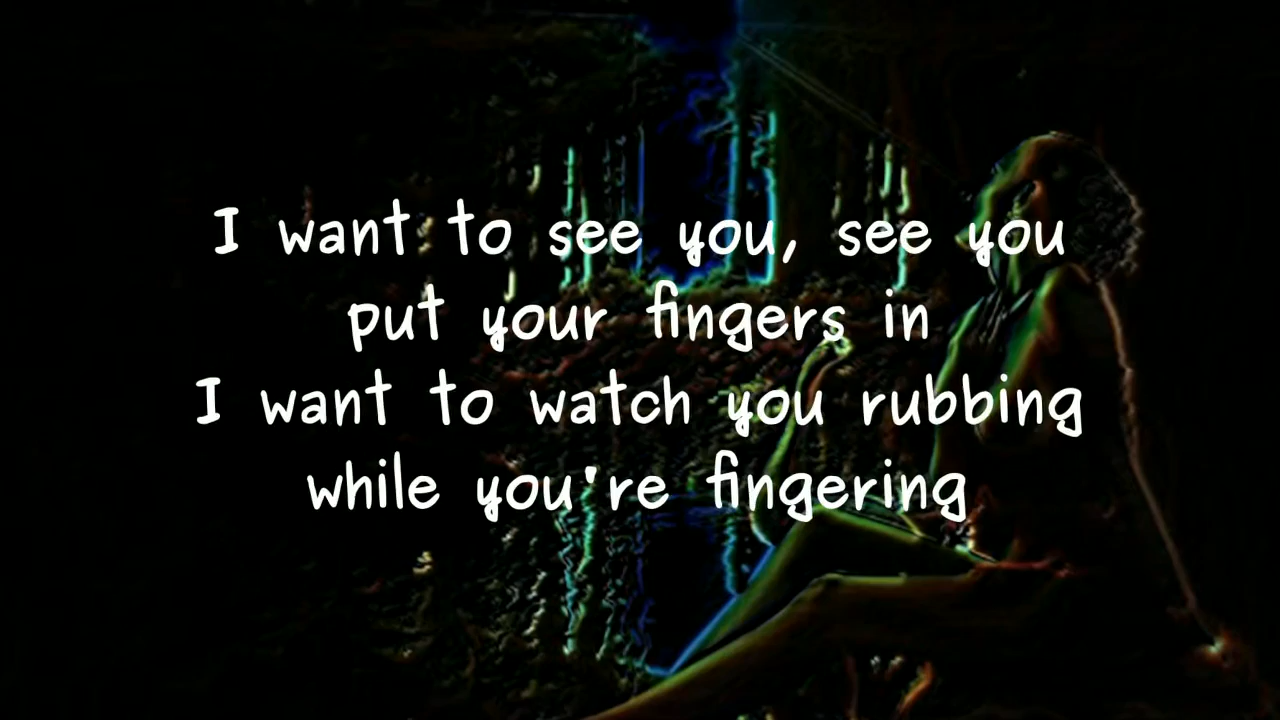 I want to see you, see you
put your fingers in
I want to watch you rubbing
while you're fingering